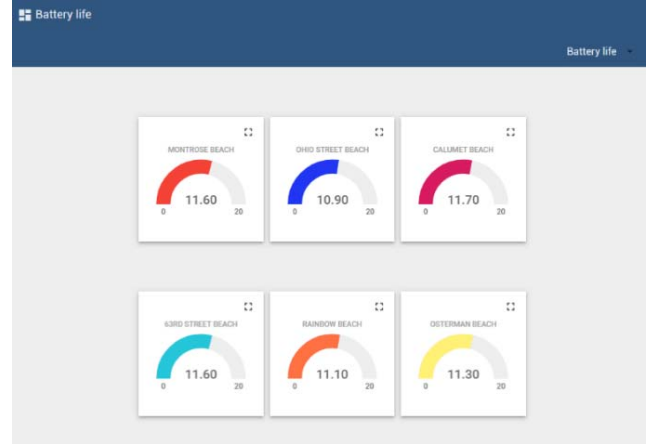 Battery life
Battery life
MONTROSE BEACH
11.60
0 20
OHIO STREET BEACH
10.90
0 20
CALUMET BEACH
11.70
0 20
63RD STREET BEACH
11.60
0 20
RAINBOW BEACH
11.10
0 20
OSTERMAN BEACH
11.30
0 20